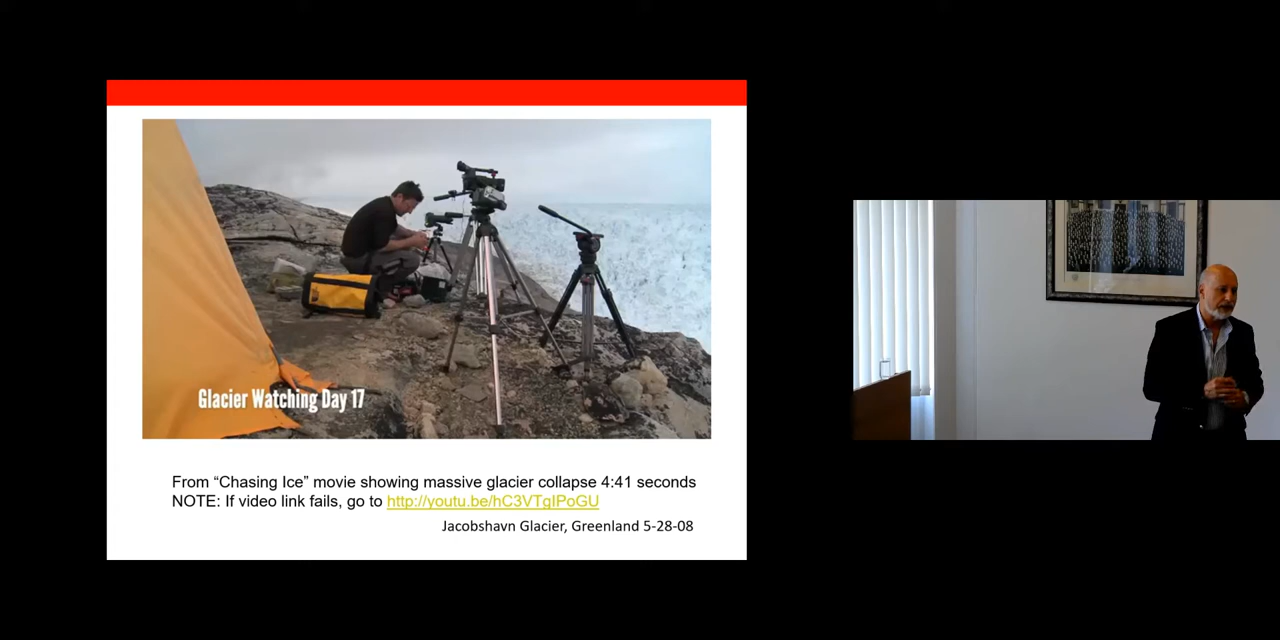 Glacier Watching Day 17
From “Chasing Ice” movie showing massive glacier collapse 4:41 seconds
NOTE: If video link fails, go to http://youtu.be/hC3VTgIPoGU
Jacobshavn Glacier, Greenland 5-28-08